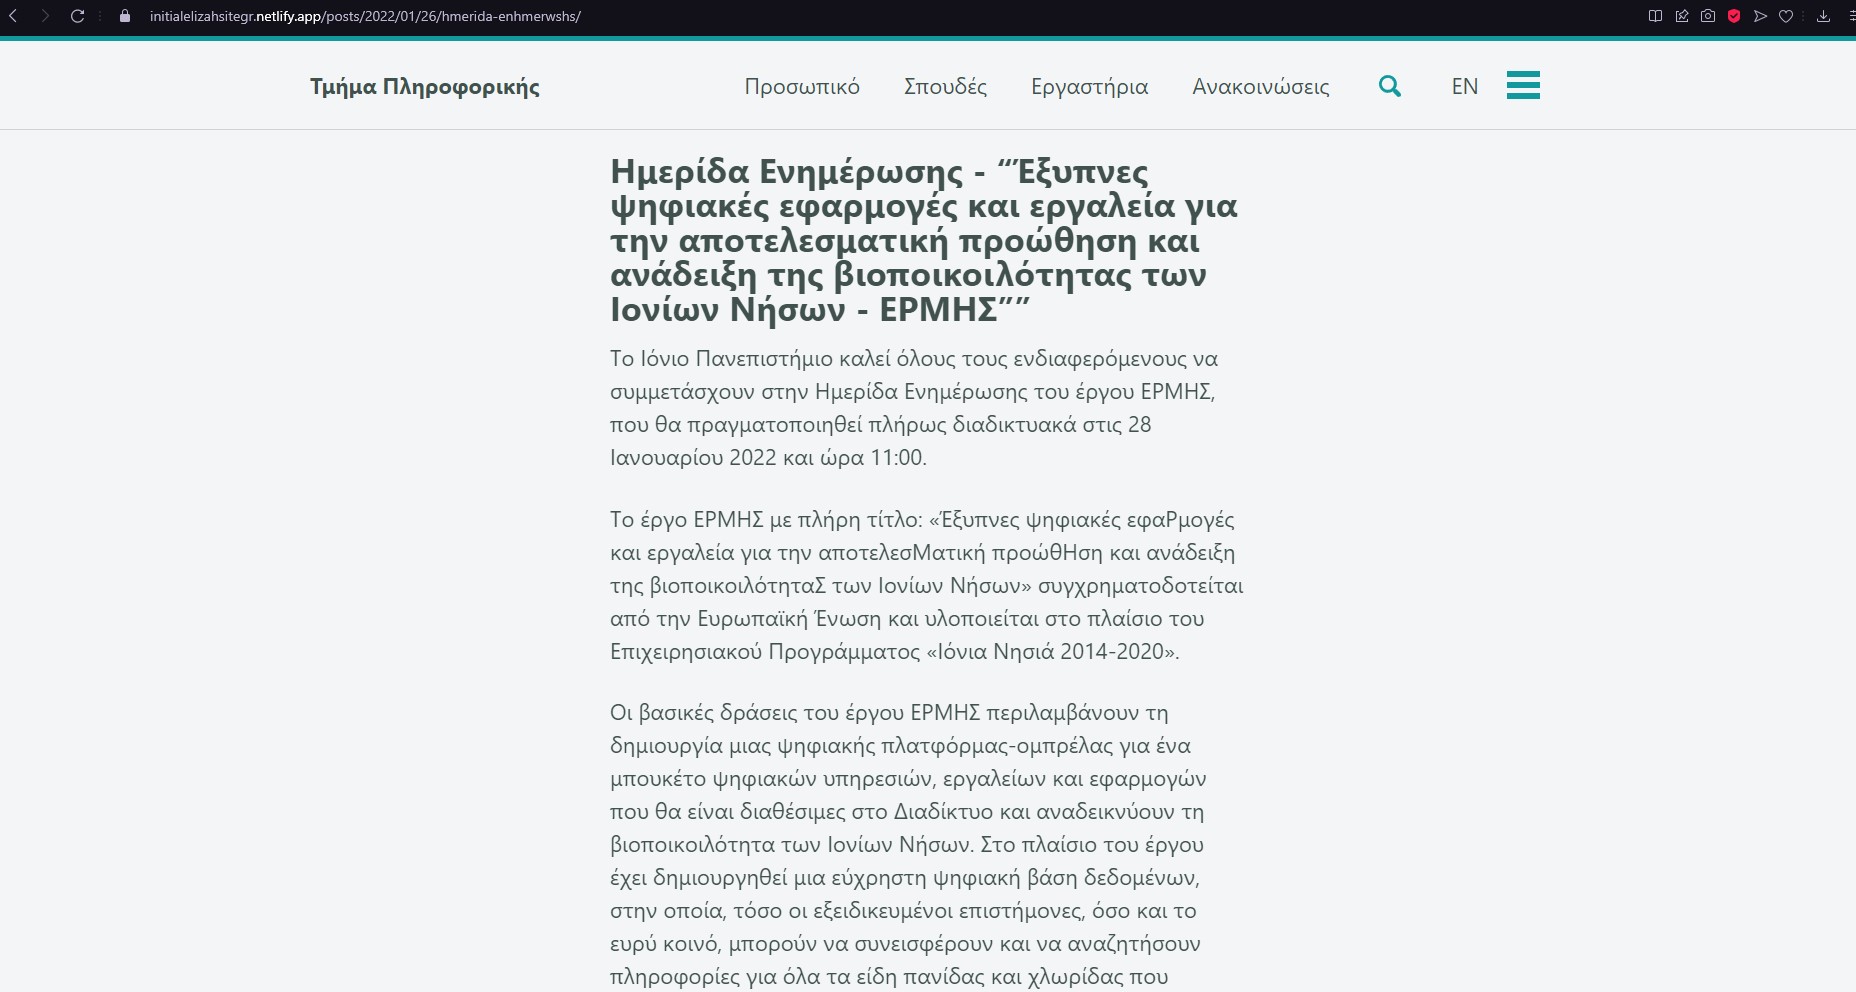 initialelizahsitegr.netlify.app/posts/2022/01/26/hmerida-enhmerwshs/
Τμήμα Πληροφορικής Προσωπικό Σπουδές Εργαστήρια Ανακοινώσεις EN
Ημερίδα Ενημέρωσης - “Έξυπνες
ψηφιακές εφαρμογές και εργαλεία για
την αποτελεσματική προώθηση και
ανάδειξη της βιοποικοιλότητας των
Ιονίων Νήσων - ΕΡΜΗΣ””
Το Ιόνιο Πανεπιστήμιο καλεί όλους τους ενδιαφερόμενους να
συμμετάσχουν στην Ημερίδα Ενημέρωσης του έργου ΕΡΜΗΣ,
που θα πραγματοποιηθεί πλήρως διαδικτυακά στις 28
Ιανουαρίου 2022 και ώρα 11:00.
Το έργο ΕΡΜΗΣ με πλήρη τίτλο: «Έξυπνες ψηφιακές εφαΡμογές
και εργαλεία για την αποτελεσΜατική προώθΗση και ανάδειξη
της βιοποικοιλότηταΣ των Ιονίων Νήσων» συγχρηματοδοτείται
από την Ευρωπαϊκή Ένωση και υλοποιείται στο πλαίσιο του
Επιχειρησιακού Προγράμματος «Ιόνια Νησιά 2014-2020».
Οι βασικές δράσεις του έργου ΕΡΜΗΣ περιλαμβάνουν τη
δημιουργία μιας ψηφιακής πλατφόρμας-ομπρέλας για ένα
μπουκέτο ψηφιακών υπηρεσιών, εργαλείων και εφαρμογών
που θα είναι διαθέσιμες στο Διαδίκτυο και αναδεικνύουν τη
βιοποικοιλότητα των Ιονίων Νήσων. Στο πλαίσιο του έργου
έχει δημιουργηθεί μια εύχρηστη ψηφιακή βάση δεδομένων,
στην οποία, τόσο οι εξειδικευμένοι επιστήμονες, όσο και το
ευρύ κοινό, μπορούν να συνεισφέρουν και να αναζητήσουν
πληροφορίες για όλα τα είδη πανίδας και χλωρίδας που